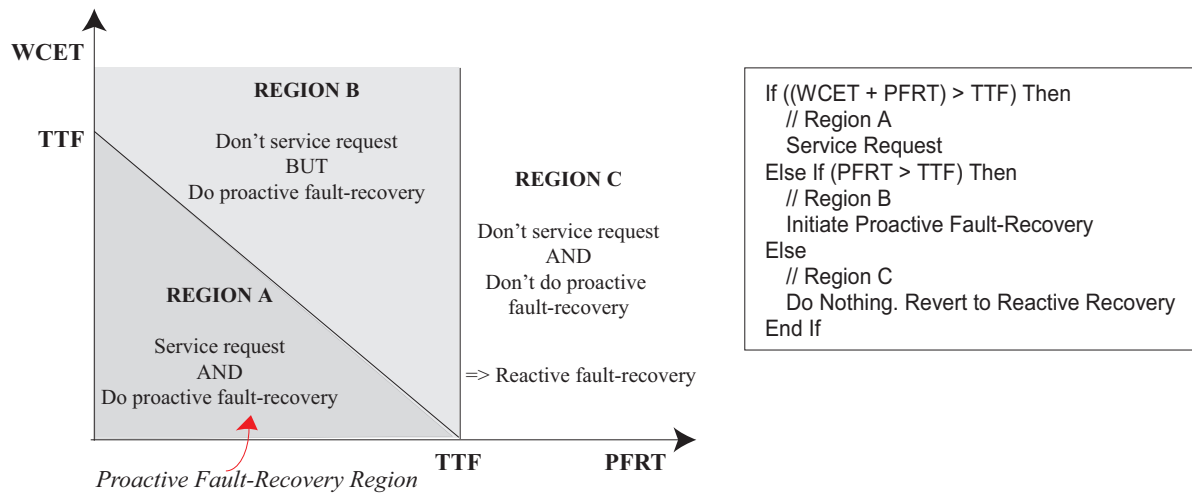 WCET
TTF
REGION B
Don’t service request
BUT
Do proactive fault-recovery
REGION A
Service request
AND
Do proactive fault-recovery
REGION C
Don’t service request
AND
Don’t do proactive
fault-recovery
=> Reactive fault-recovery
TTF
PFRT
Proactive Fault-Recovery Region
If ((WCET + PFRT) > TTF) Then
// Region A
Service Request
Else If (PFRT > TTF) Then
// Region B
Initiate Proactive Fault-Recovery
Else
// Region C
Do Nothing. Revert to Reactive Recovery
End If